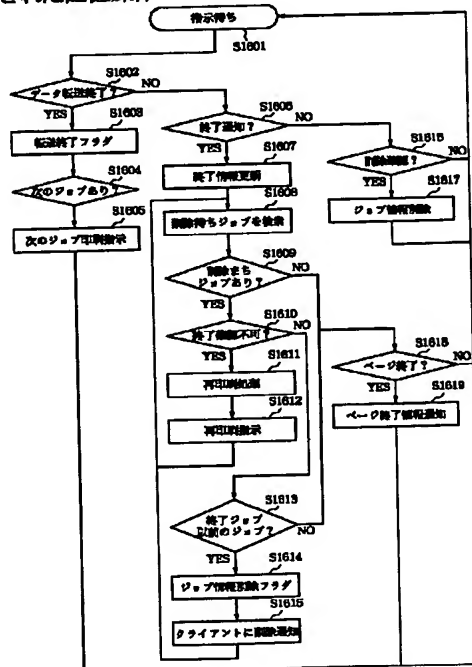 指示待ち
S1601
データ転送終了?
S1602
NO
YES
S1603
転送終了フラグ
S1604
次のジョブあり?
S1605
次のジョブ印刷指示
S1606
終了通知?
NO
YES
S1607
終了情報更新
S1608
削除待ちジョブを検索
S1609
削除まち
ジョブあり?
NO
YES
S1610
終了確認不可?
NO
YES
S1611
再印刷処理
S1612
再印刷指示
S1613
終了ジョブ
以前のジョブ?
NO
YES
S1614
ジョブ情報削除フラグ
S1615
クライアントに削除通知
S1616
NO
YES
S1617
ジョブ情報削除
S1618
ページ終了?
NO
YES
S1619
ページ終了情報通知